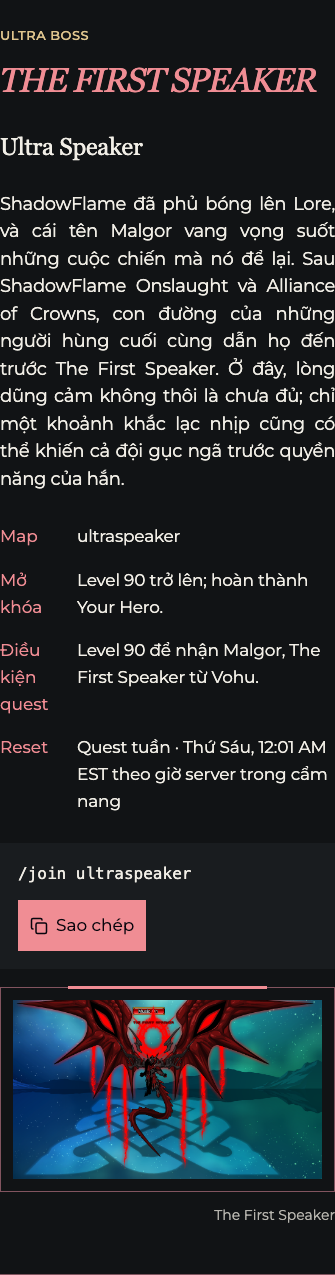 ULTRA BOSS
THE FIRST SPEAKER
Ultra Speaker
ShadowFlame đã phủ bóng lên Lore,
và cái tên Malgor vang vọng suốt
những cuộc chiến mà nó để lại. Sau
ShadowFlame Onslaught và Alliance
of Crowns, con đường của những
người hùng cuối cùng dẫn họ đến
trước The First Speaker. Ở đây, lòng
dũng cảm không thôi là chưa đủ; chỉ
một khoảnh khắc lạc nhịp cũng có
thể khiến cả đội gục ngã trước quyền
năng của hắn.
Map
ultraspeaker
Mở
khóa
Level 90 trở lên; hoàn thành
Your Hero.
Điều
kiện
quest
Level 90 để nhận Malgor, The
First Speaker từ Vohu.
Reset
Quest tuần · Thứ Sáu, 12:01 AM
EST theo giờ server trong cẩm
nang
/join ultraspeaker
Sao chép
The First Speaker